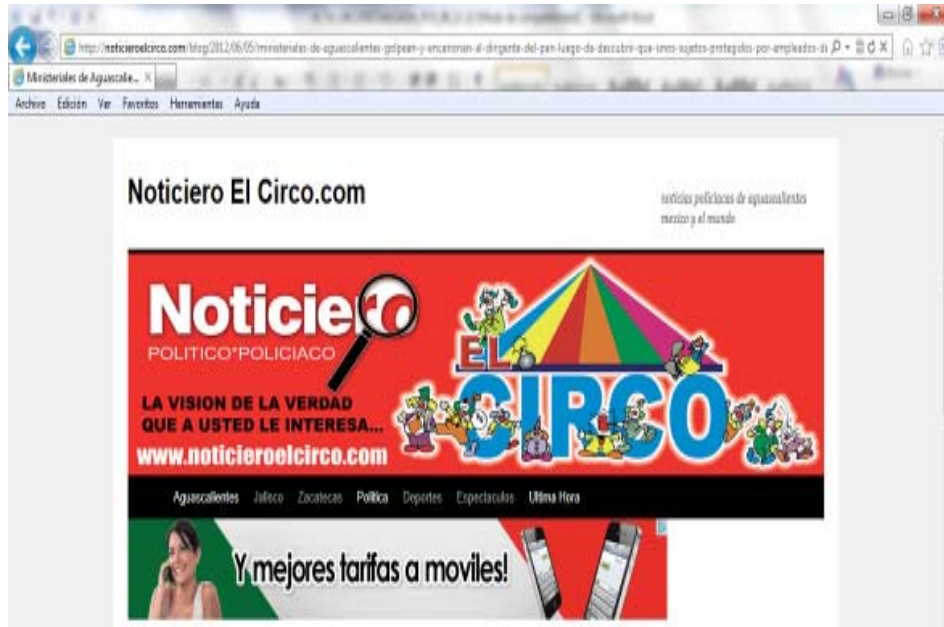 http://noticieroelcirco.com/blog/2012/06/05/ministeriales-de-aguascalientes-golpean-y-encierran-al-dirigente-del-pan-luego-de-descubrir-que-unos-sujetos-protegidos-por-empleados-di
Ministeriales de Aguascalie...
Archivo Edición Ver Favoritos Herramientas Ayuda
Noticiero El Circo.com
noticias policiacas de aguascalientes
mexico y el mundo
Noticiero
POLITICO*POLICIACO
EL
CIRCO
LA VISION DE LA VERDAD
QUE A USTED LE INTERESA...
www.noticieroelcirco.com
Aguascalientes Jalisco Zacatecas Politica Deportes Espectaculos Ultima Hora
Y mejores tarifas a moviles!